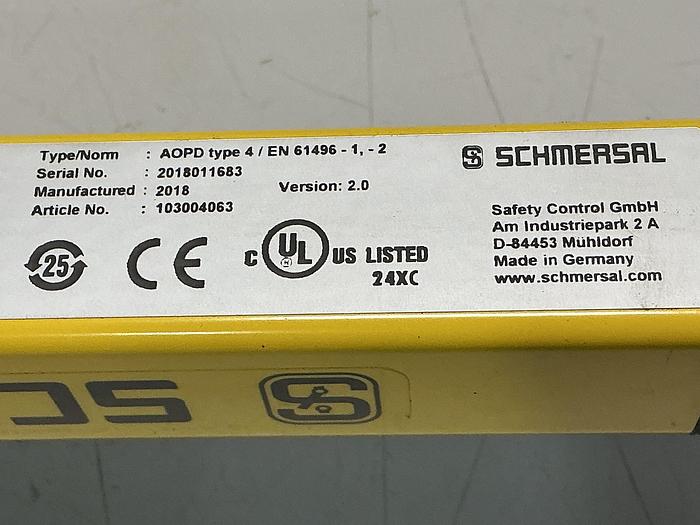 Type/Norm : AOPD type 4 / EN 61496 - 1, - 2
Serial No. : 2018011683
Manufactured : 2018 Version: 2.0
Article No. : 103004063
SCHMERSAL
Safety Control GmbH
Am Industriepark 2 A
D-84453 Mühldorf
Made in Germany
www.schmersal.com
25
CE
C UL US LISTED
24XC